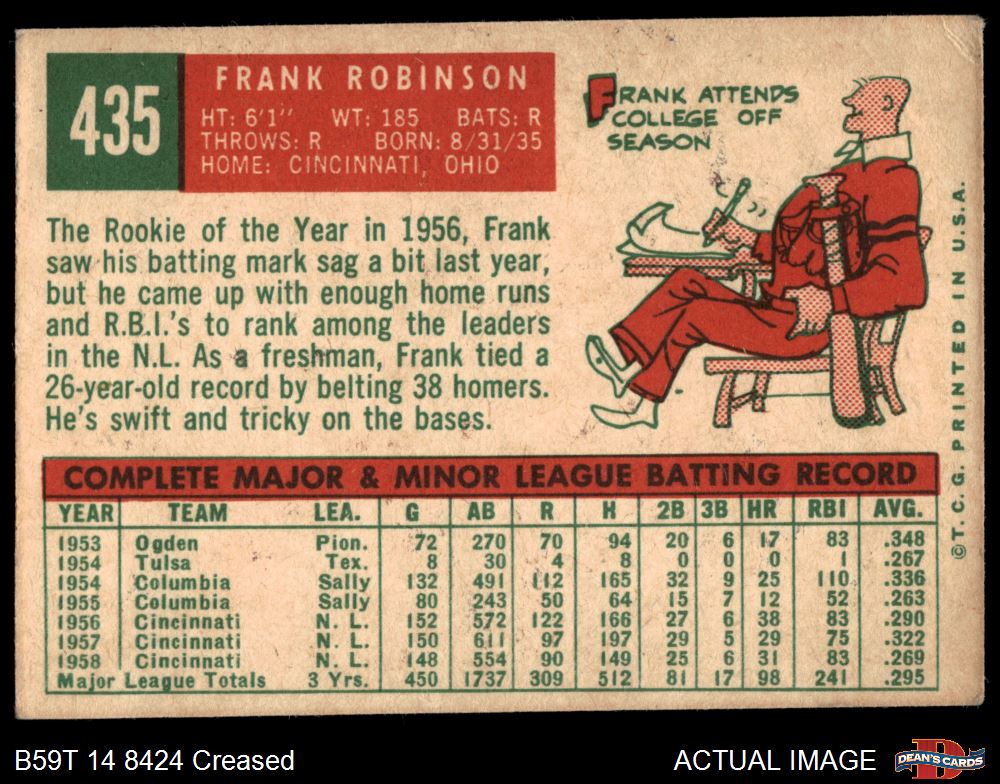 435
FRANK ROBINSON
HT: 6'1" WT: 185 BATS: R
THROWS: R BORN: 8/31/35
HOME: CINCINNATI, OHIO
FRANK ATTENDS
COLLEGE OFF
SEASON
The Rookie of the Year in 1956, Frank
saw his batting mark sag a bit last year,
but he came up with enough home runs
and R.B.I.'s to rank among the leaders
in the N.L. As a freshman, Frank tied a
26-year-old record by belting 38 homers.
He's swift and tricky on the bases.
COMPLETE MAJOR & MINOR LEAGUE BATTING RECORD
YEAR TEAM LEA. G AB R H 2B 3B HR RBI AVG.
1953 Ogden Pion. 72 270 70 94 20 6 17 83 .348
1954 Tulsa Tex. 8 30 4 8 0 0 0 1 .267
1954 Columbia Sally 132 491 112 165 32 9 25 110 .336
1955 Columbia Sally 80 243 50 64 15 7 12 52 .263
1956 Cincinnati N. L. 152 572 122 166 27 6 38 83 .290
1957 Cincinnati N. L. 150 611 97 197 29 5 29 75 .322
1958 Cincinnati N. L. 148 554 90 149 25 6 31 83 .269
Major League Totals 3 Yrs. 450 1737 309 512 81 17 98 241 .295
©T. C. G. PRINTED IN U.S.A.
B59T 14 8424 Creased
ACTUAL IMAGE
DEAN'S CARDS